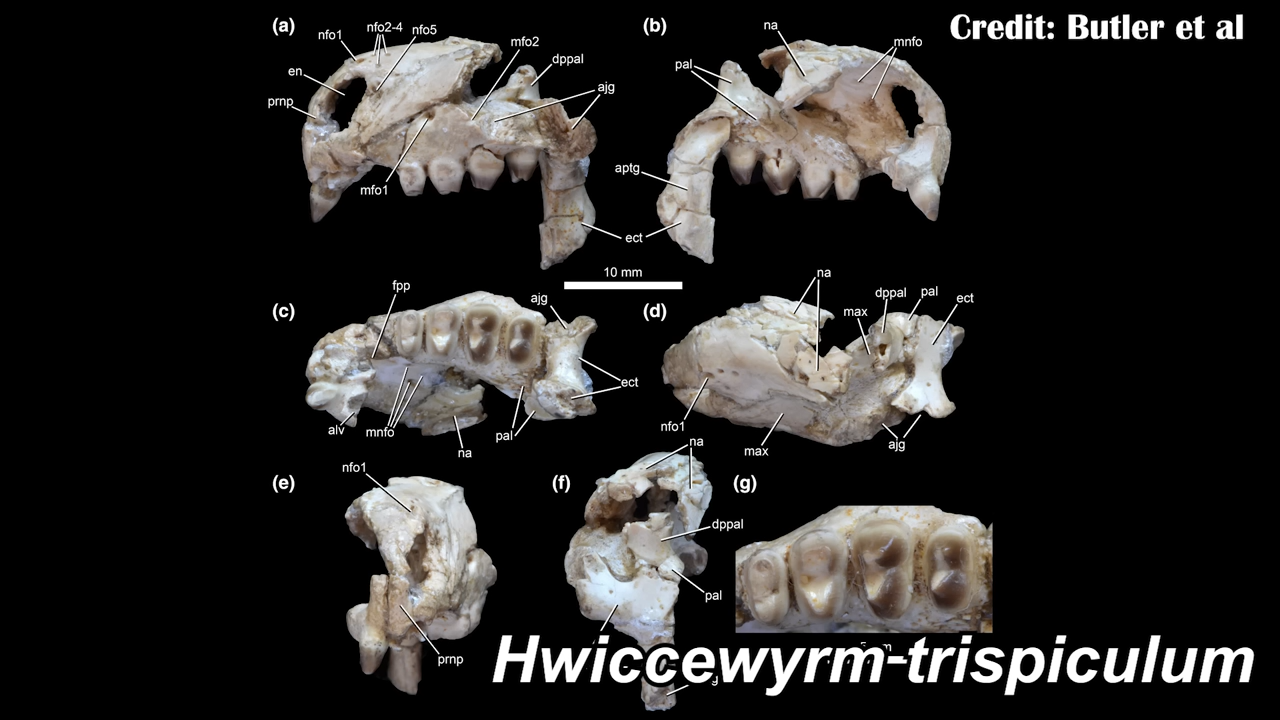 Credit: Butler et al
(a)
nfo1
nfo2-4
nfo5
mfo2
dppal
en
ajg
prnp
mfo1
ect
(b)
na
mnfo
pal
aptg
10 mm
(c)
fpp
ajg
ect
alv
mnfo
na
pal
(d)
na
dppal
pal
ect
max
nfo1
max
ajg
(e)
nfo1
prnp
(f)
na
dppal
pal
(g)
Hwiccewyrm-trispiculum